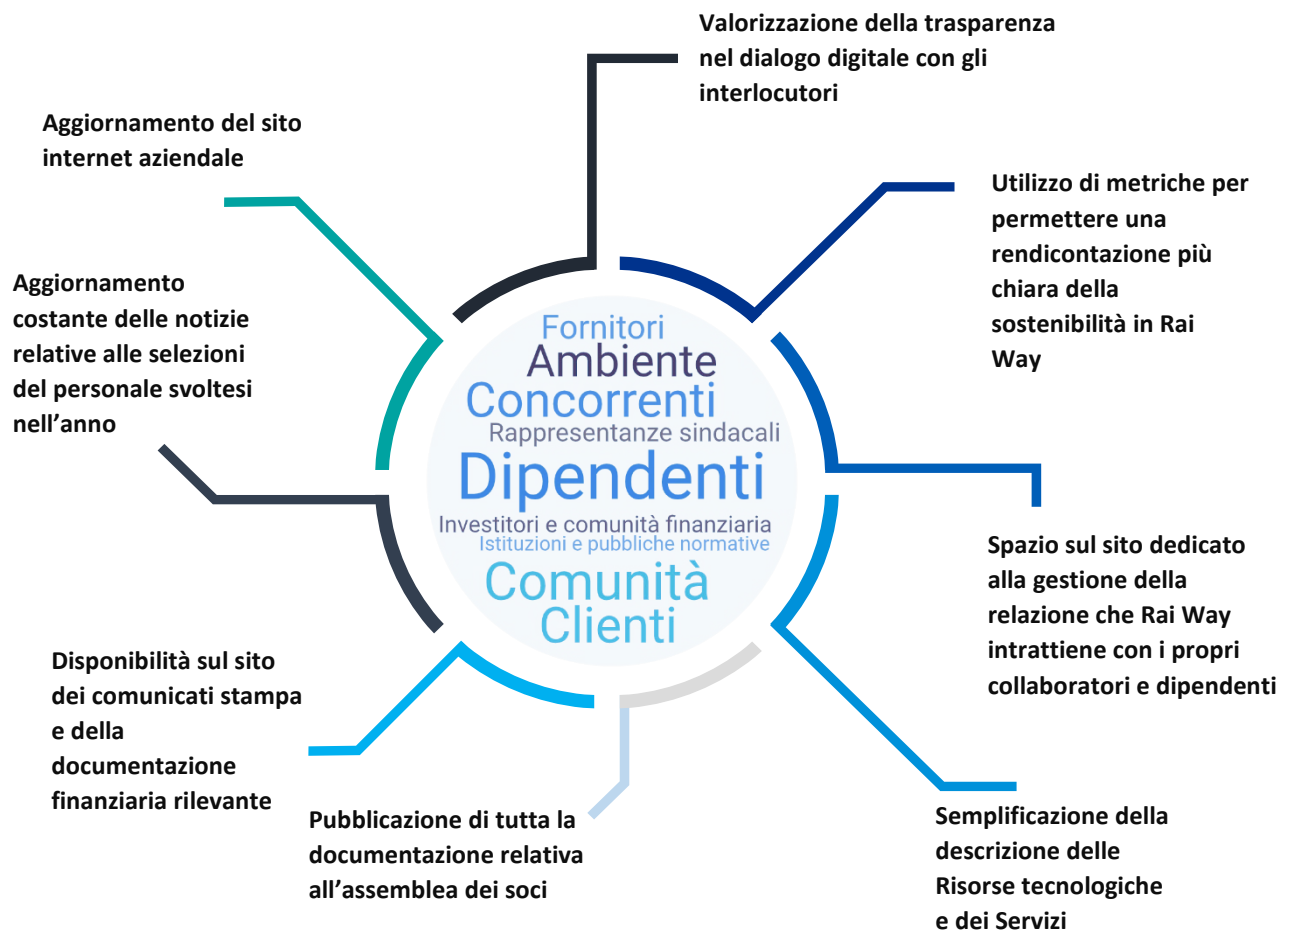 Valorizzazione della trasparenza
nel dialogo digitale con gli
interlocutori
Aggiornamento del sito
internet aziendale
Utilizzo di metriche per
permettere una
rendicontazione più
chiara della
sostenibilità in Rai
Way
Aggiornamento
costante delle notizie
relative alle selezioni
del personale svoltesi
nell’anno
Fornitori
Ambiente
Concorrenti
Rappresentanze sindacali
Dipendenti
Investitori e comunità finanziaria
Istituzioni e pubbliche normative
Comunità
Clienti
Spazio sul sito dedicato
alla gestione della
relazione che Rai Way
intrattiene con i propri
collaboratori e dipendenti
Disponibilità sul sito
dei comunicati stampa
e della
documentazione
finanziaria rilevante
Pubblicazione di tutta la
documentazione relativa
all’assemblea dei soci
Semplificazione della
descrizione delle
Risorse tecnologiche
e dei Servizi